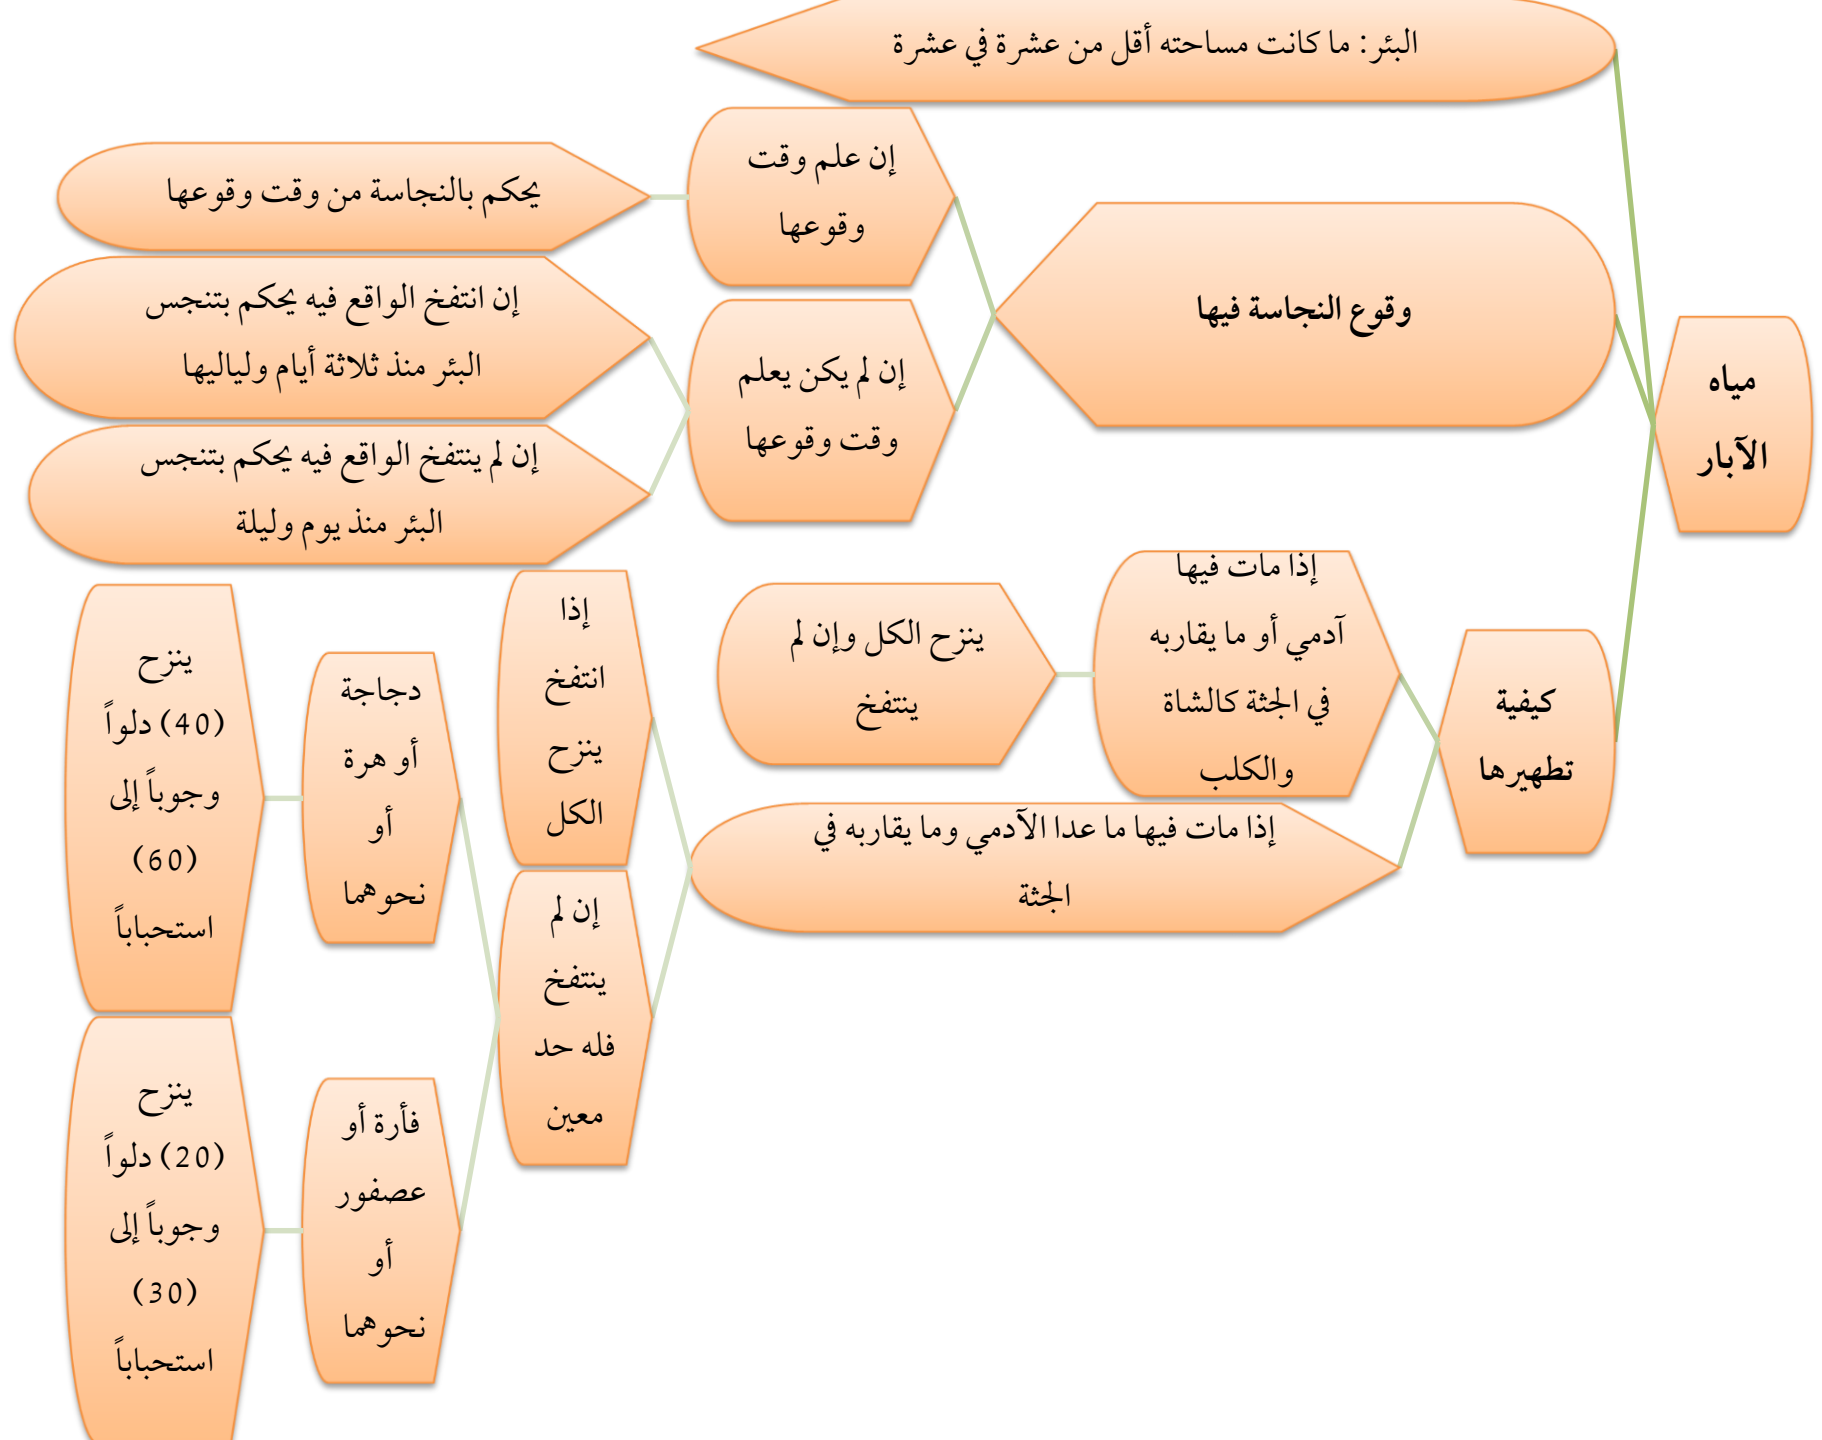 مياه
الآبار
البئر: ما كانت مساحته أقل من عشرة في عشرة
وقوع النجاسة فيها
إن علم وقت
وقوعها
يحكم بالنجاسة من وقت وقوعها
إن لم يكن يعلم
وقت وقوعها
إن انتفخ الواقع فيه يحكم بتنجس
البئر منذ ثلاثة أيام ولياليها
إن لم ينتفخ الواقع فيه يحكم بتنجس
البئر منذ يوم وليلة
كيفية
تطهيرها
إذا مات فيها
آدمي أو ما يقاربه
في الجثة كالشاة
والكلب
ينزح الكل وإن لم
ينتفخ
إذا مات فيها ما عدا الآدمي وما يقاربه في
الجثة
إذا
انتفخ
ينزح
الكل
إن لم
ينتفخ
فله حد
معين
دجاجة
أو هرة
أو
نحوهما
ينزح
(40) دلواً
وجوباً إلى
(60)
استحباباً
فأرة أو
عصفور
أو
نحوهما
ينزح
(20) دلواً
وجوباً إلى
(30)
استحباباً